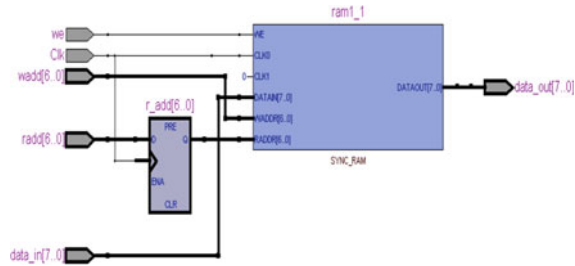 ram1_1
we
Clk
wadd[6..0]
radd[6..0]
data_in[7..0]
r_add[6..0]
PRE
D
Q
ENA
CLR
WE
CLK0
0
CLK1
DATAIN[7..0]
WADDR[6..0]
RADDR[6..0]
DATAOUT[7..0]
SYNC_RAM
data_out[7..0]